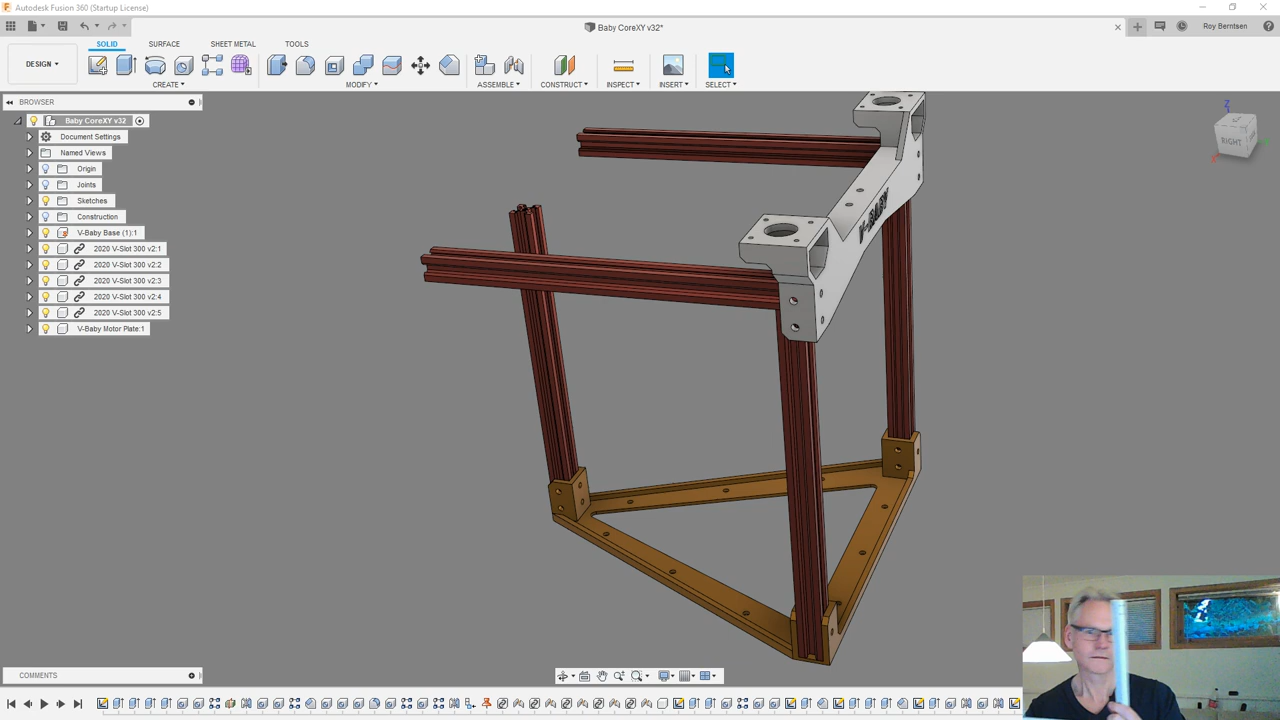 Autodesk Fusion 360 (Startup License)
Baby CoreXY v32*
Roy Berntsen
DESIGN
SOLID SURFACE SHEET METAL TOOLS
CREATE MODIFY ASSEMBLE CONSTRUCT INSPECT INSERT SELECT
BROWSER
Baby CoreXY v32
Document Settings
Named Views
Origin
Joints
Sketches
Construction
V-Baby Base (1):1
2020 V-Slot 300 v2:1
2020 V-Slot 300 v2:2
2020 V-Slot 300 v2:3
2020 V-Slot 300 v2:4
2020 V-Slot 300 v2:5
V-Baby Motor Plate:1
Z
RIGHT
V-BABY
COMMENTS